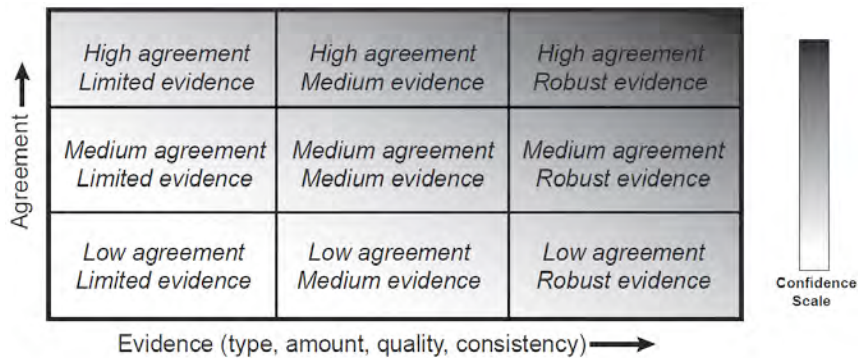 High agreement
Limited evidence
High agreement
Medium evidence
High agreement
Robust evidence
Medium agreement
Limited evidence
Medium agreement
Medium evidence
Medium agreement
Robust evidence
Low agreement
Limited evidence
Low agreement
Medium evidence
Low agreement
Robust evidence
Agreement
Evidence (type, amount, quality, consistency)
Confidence
Scale